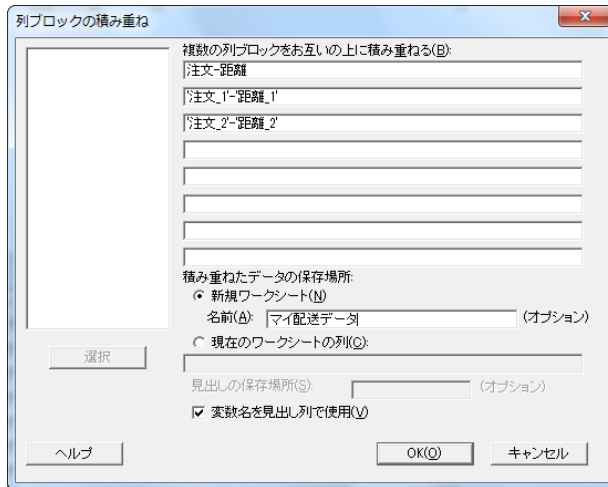 列ブロックの積み重ね
複数の列ブロックをお互いの上に積み重ねる(B):
注文-距離
'注文_1'-'距離_1'
'注文_2'-'距離_2'
積み重ねたデータの保存場所:
新規ワークシート(N)
名前(A): マイ配送データ (オプション)
現在のワークシートの列(C):
選択
見出しの保存場所(S): (オプション)
変数名を見出し列で使用(V)
ヘルプ OK(O) キャンセル